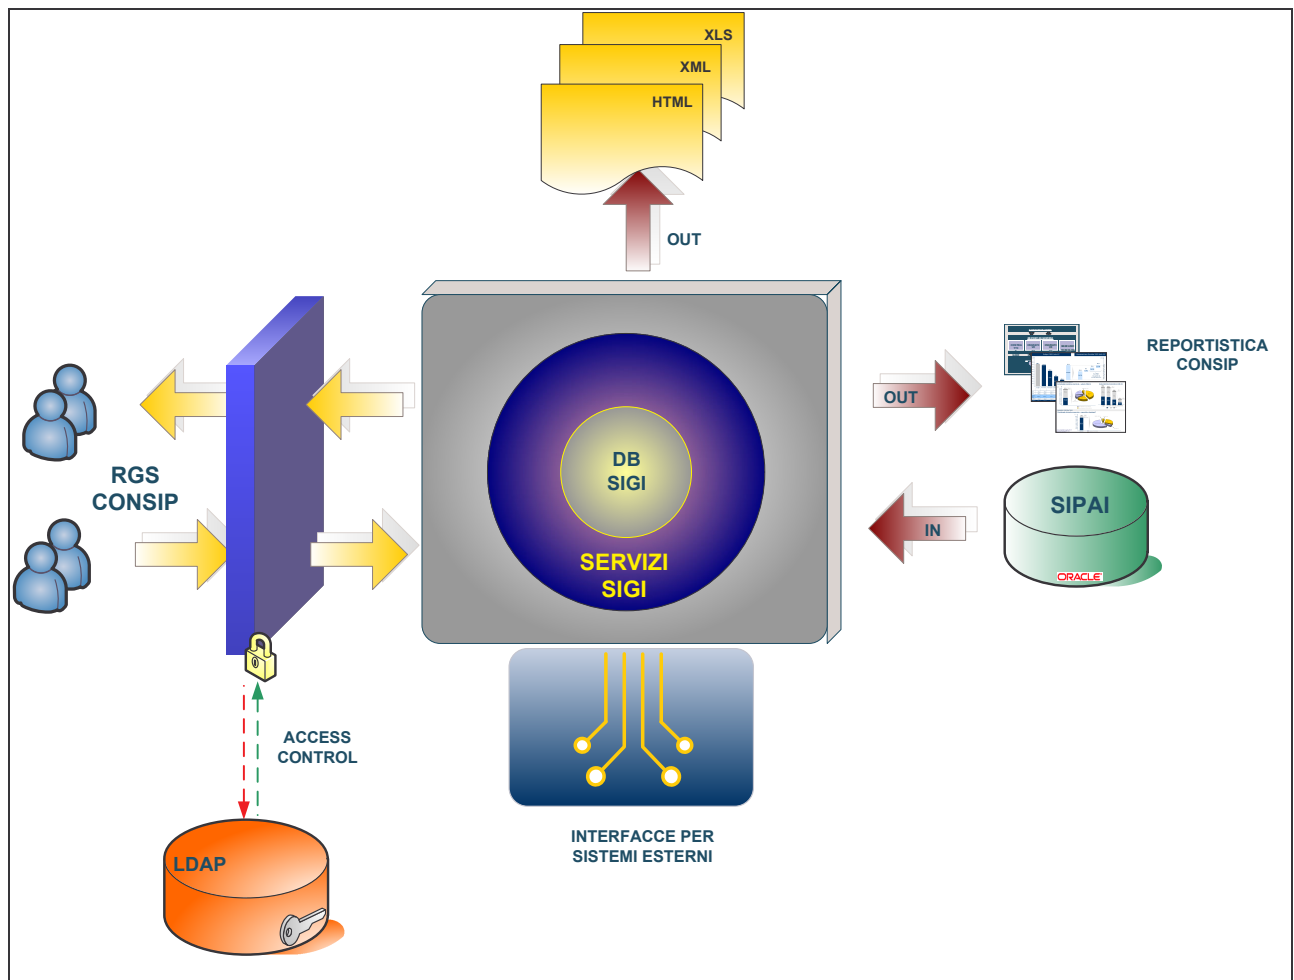 XLS
XML
HTML
OUT
REPORTISTICA
CONSIP
OUT
DB
SIGI
RGS
CONSIP
SIPAI
IN
SERVIZI
SIGI
ORACLE
ACCESS
CONTROL
INTERFACCE PER
SISTEMI ESTERNI
LDAP